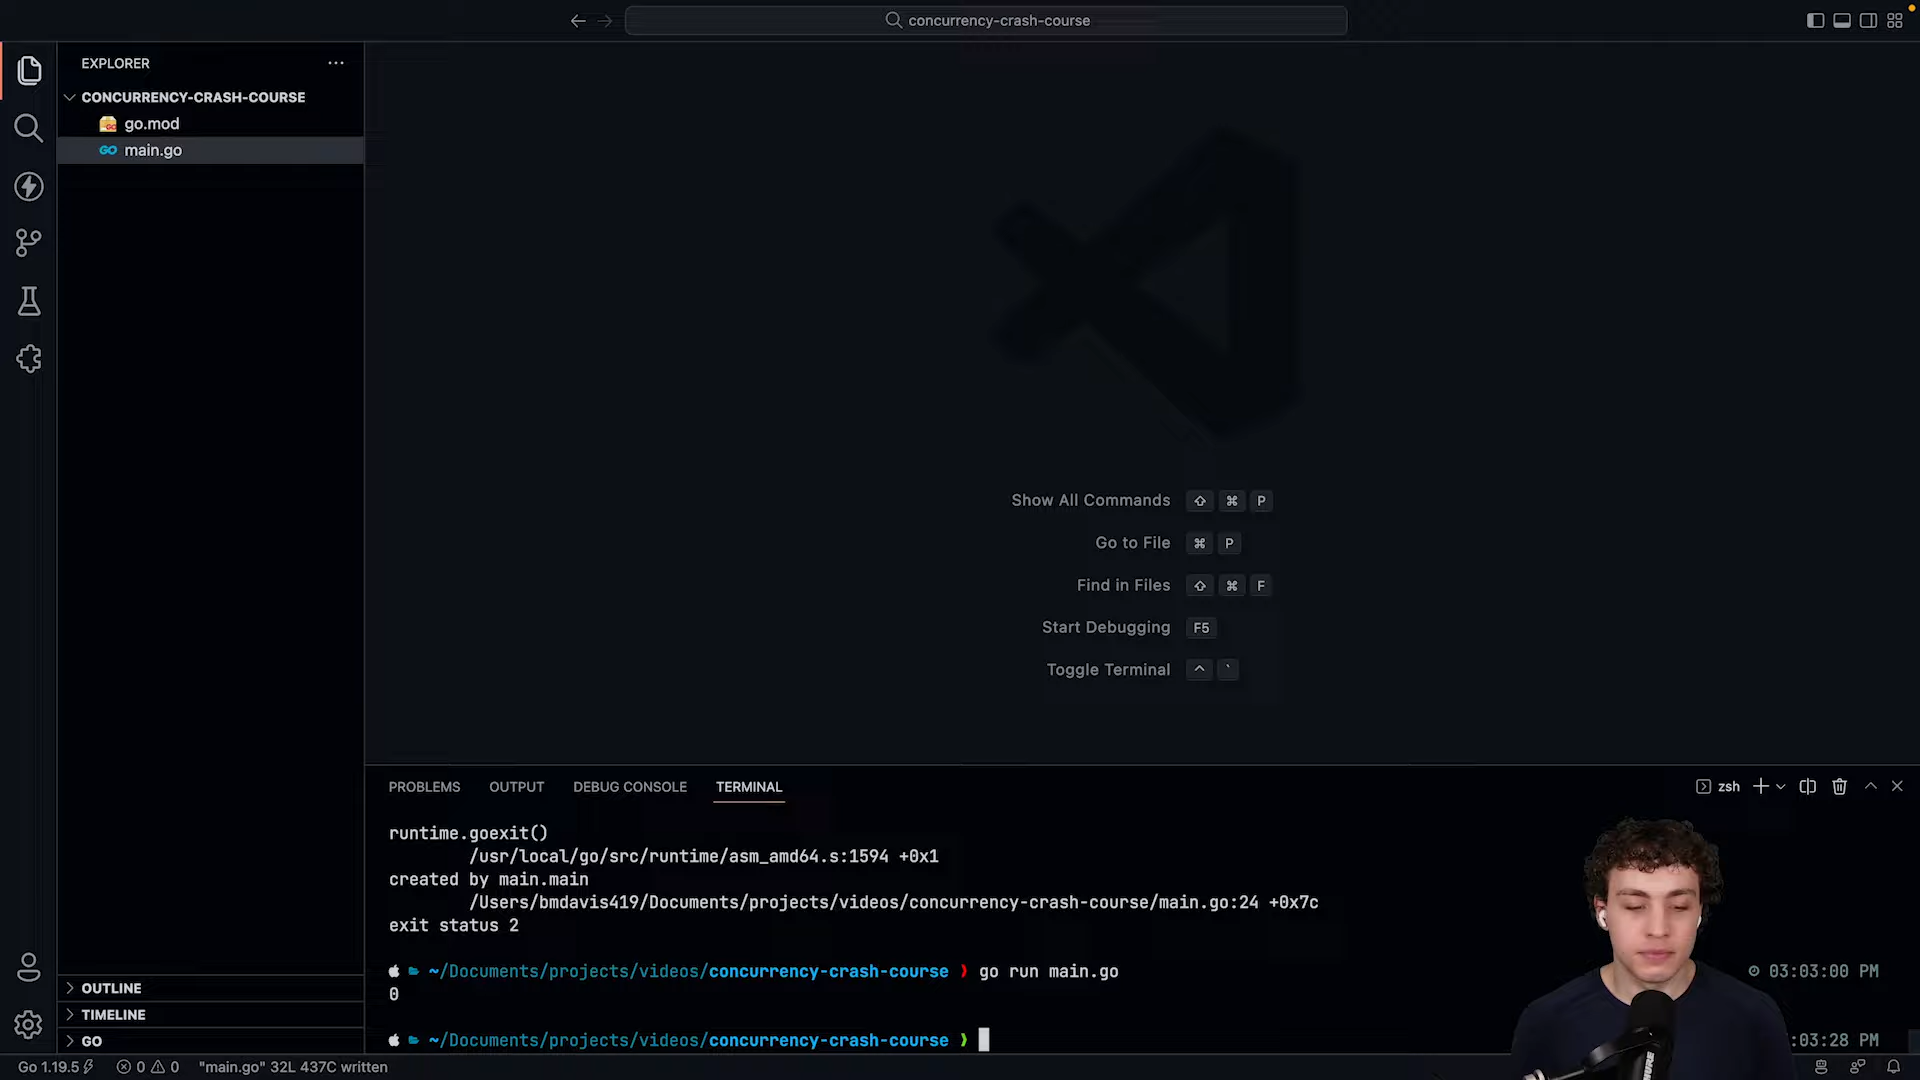 concurrency-crash-course
EXPLORER
CONCURRENCY-CRASH-COURSE
go.mod
GO main.go
Show All Commands ⇧ ⌘ P
Go to File ⌘ P
Find in Files ⇧ ⌘ F
Start Debugging F5
Toggle Terminal ^ `
PROBLEMS OUTPUT DEBUG CONSOLE TERMINAL
zsh
runtime.goexit()
/usr/local/go/src/runtime/asm_amd64.s:1594 +0x1
created by main.main
/Users/bmdavis419/Documents/projects/videos/concurrency-crash-course/main.go:24 +0x7c
exit status 2
~/Documents/projects/videos/concurrency-crash-course ❯ go run main.go 03:03:00 PM
0
~/Documents/projects/videos/concurrency-crash-course ❯ :03:28 PM
OUTLINE
TIMELINE
GO
Go 1.19.5 0 0 "main.go" 32L 437C written